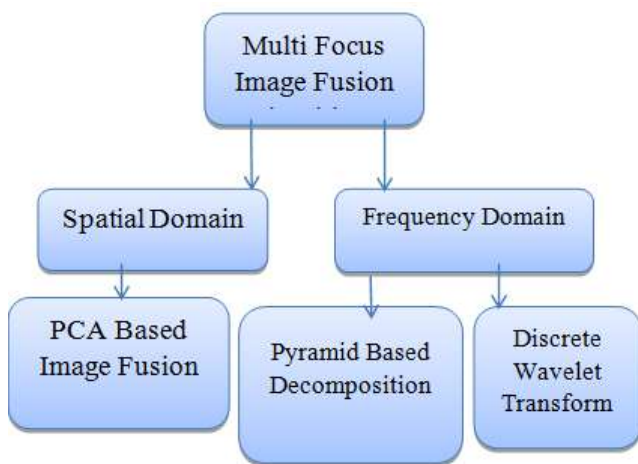 Multi Focus
Image Fusion
Spatial Domain
Frequency Domain
PCA Based
Image Fusion
Pyramid Based
Decomposition
Discrete
Wavelet
Transform